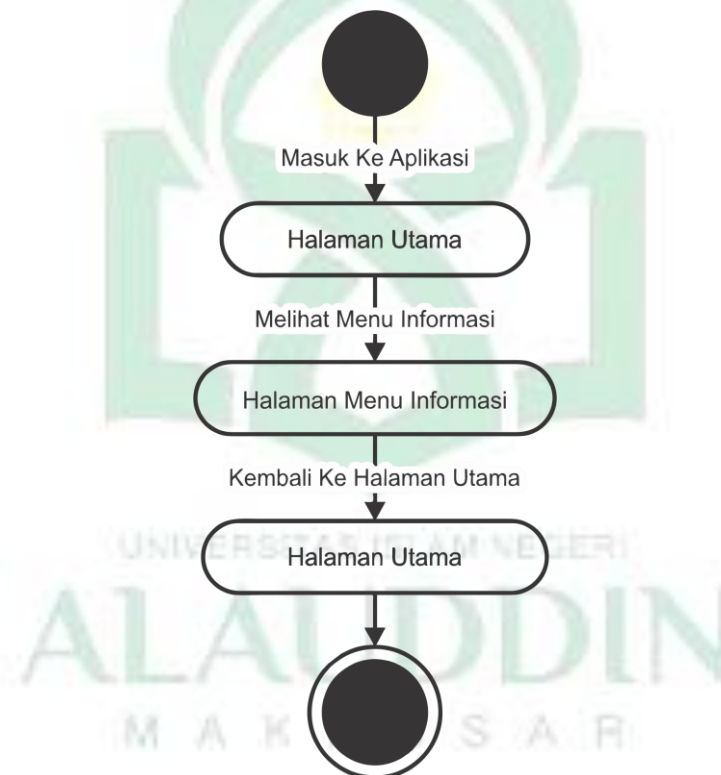 Masuk Ke Aplikasi
Halaman Utama
Melihat Menu Informasi
Halaman Menu Informasi
Kembali Ke Halaman Utama
UNIVERSITAS ISLAM NEGERI
Halaman Utama
ALAUDDIN
M A K A S S A R